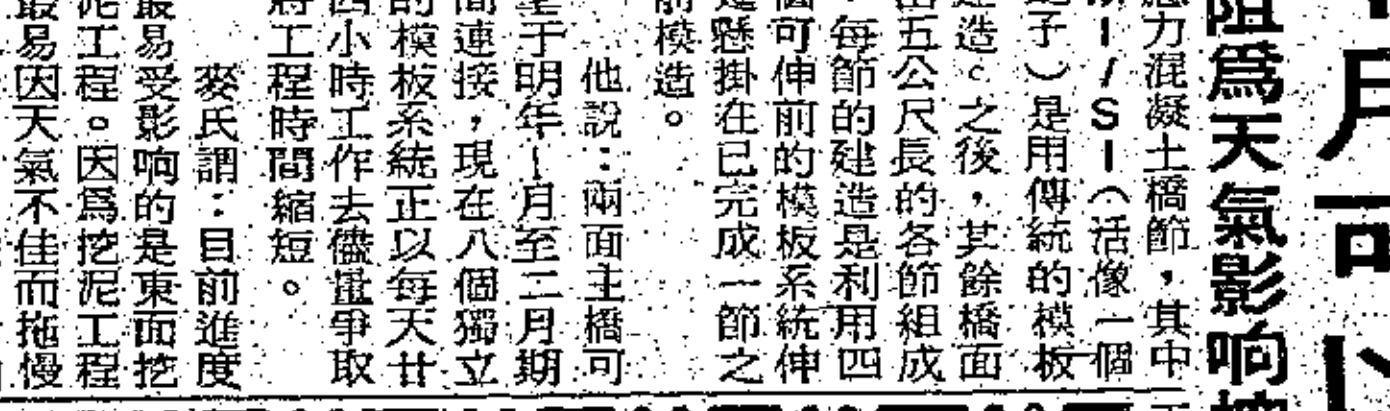 阻爲天氣影响
應力混凝土橋節，其中
S1/S1（活像一個
子）是用傳統的模板
建造。之後，其餘橋面
出五公尺長的各節組成
。每節的建造是利用四
個可伸前的模板系統伸
懸掛在已完成一節之
前模造。
他說：兩面主橋可
望于明年一月至二月期
間連接，現在八個獨立
的模板系統正以每天廿
四小時工作去儘量爭取
將工程時間縮短。
麥氏謂：目前進度
最易受影响的是東面挖
泥工程。因爲挖泥工程
最易因天氣不佳而拖慢